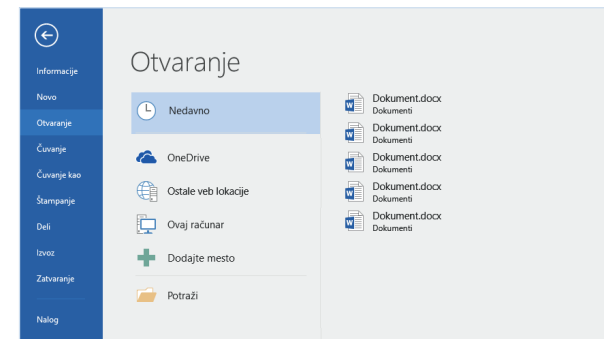 Informacije
Novo
Otvaranje
Čuvanje
Čuvanje kao
Štampanje
Deli
Izvoz
Zatvaranje
Nalog
Otvaranje
Nedavno
OneDrive
Ostale veb lokacije
Ovaj računar
Dodajte mesto
Potraži
Dokument.docx
Dokumenti
Dokument.docx
Dokumenti
Dokument.docx
Dokumenti
Dokument.docx
Dokumenti
Dokument.docx
Dokumenti